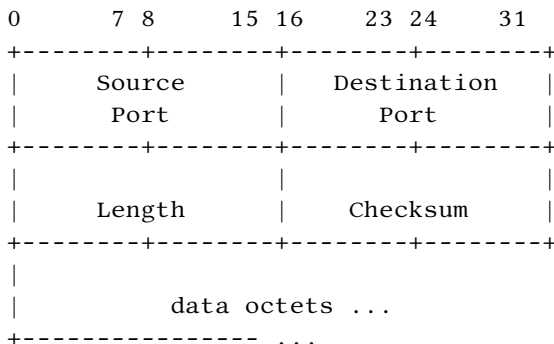 0 7 8 15 16 23 24 31
+--------+--------+--------+--------+
| Source | Destination |
| Port | Port |
+--------+--------+--------+--------+
| | |
| Length | Checksum |
+--------+--------+--------+--------+
|
| data octets ...
+---------------- ...